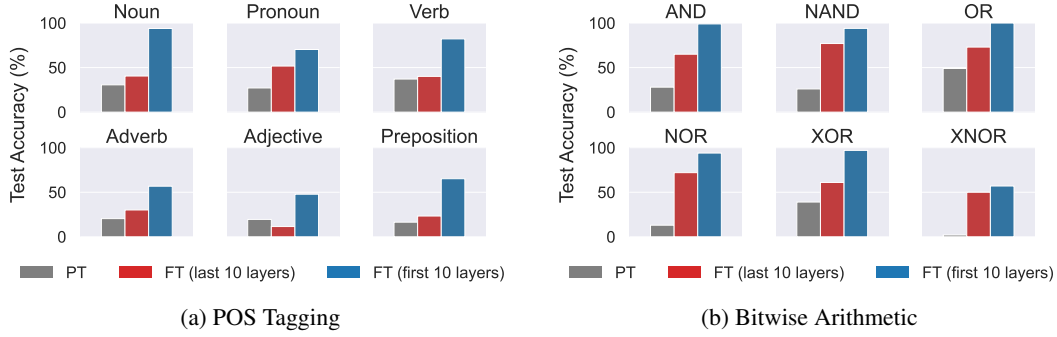 Noun Pronoun Verb
100
50
0
Adverb Adjective Preposition
100
50
0
Test Accuracy (%)
PT FT (last 10 layers) FT (first 10 layers)
(a) POS Tagging
AND NAND OR
100
50
0
NOR XOR XNOR
100
50
0
Test Accuracy (%)
PT FT (last 10 layers) FT (first 10 layers)
(b) Bitwise Arithmetic